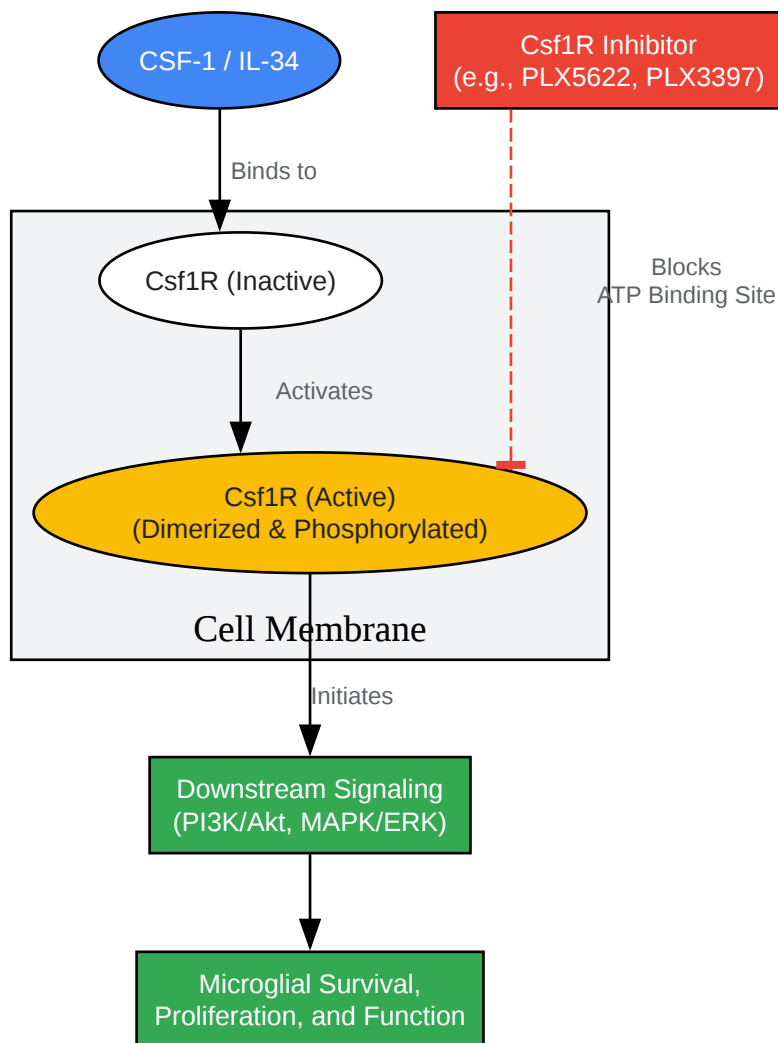 CSF-1 / IL-34
Csf1R Inhibitor
(e.g., PLX5622, PLX3397)
Binds to
Csf1R (Inactive)
Blocks
ATP Binding Site
Activates
Csf1R (Active)
(Dimerized & Phosphorylated)
Cell Membrane
Initiates
Downstream Signaling
(PI3K/Akt, MAPK/ERK)
Microglial Survival,
Proliferation, and Function